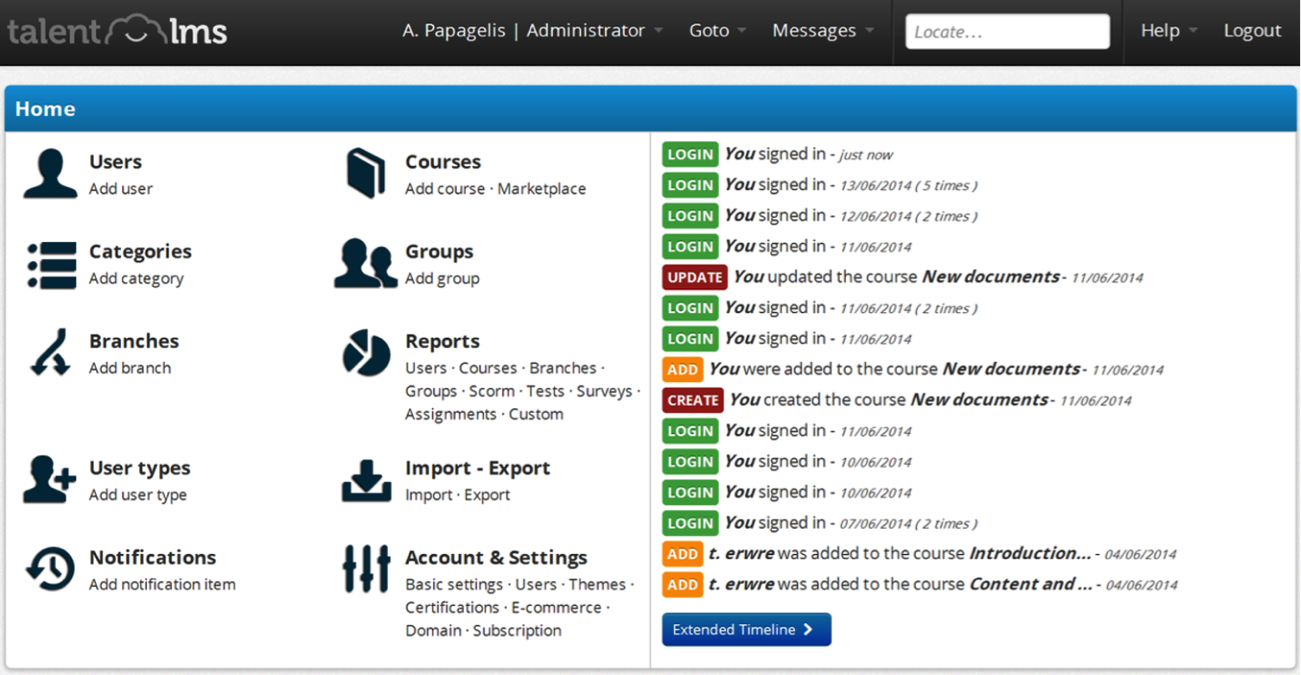 talent lms A. Papagelis | Administrator Goto Messages Locate... Help Logout
Home
Users
Add user
Courses
Add course · Marketplace
Categories
Add category
Groups
Add group
Branches
Add branch
Reports
Users · Courses · Branches ·
Groups · Scorm · Tests · Surveys ·
Assignments · Custom
User types
Add user type
Import - Export
Import · Export
Notifications
Add notification item
Account & Settings
Basic settings · Users · Themes ·
Certifications · E-commerce ·
Domain · Subscription
LOGIN You signed in - just now
LOGIN You signed in - 13/06/2014 ( 5 times )
LOGIN You signed in - 12/06/2014 ( 2 times )
LOGIN You signed in - 11/06/2014
UPDATE You updated the course New documents- 11/06/2014
LOGIN You signed in - 11/06/2014 ( 2 times )
LOGIN You signed in - 11/06/2014
ADD You were added to the course New documents- 11/06/2014
CREATE You created the course New documents- 11/06/2014
LOGIN You signed in - 11/06/2014
LOGIN You signed in - 10/06/2014
LOGIN You signed in - 10/06/2014
LOGIN You signed in - 07/06/2014 ( 2 times )
ADD t. erwre was added to the course Introduction... - 04/06/2014
ADD t. erwre was added to the course Content and ... - 04/06/2014
Extended Timeline